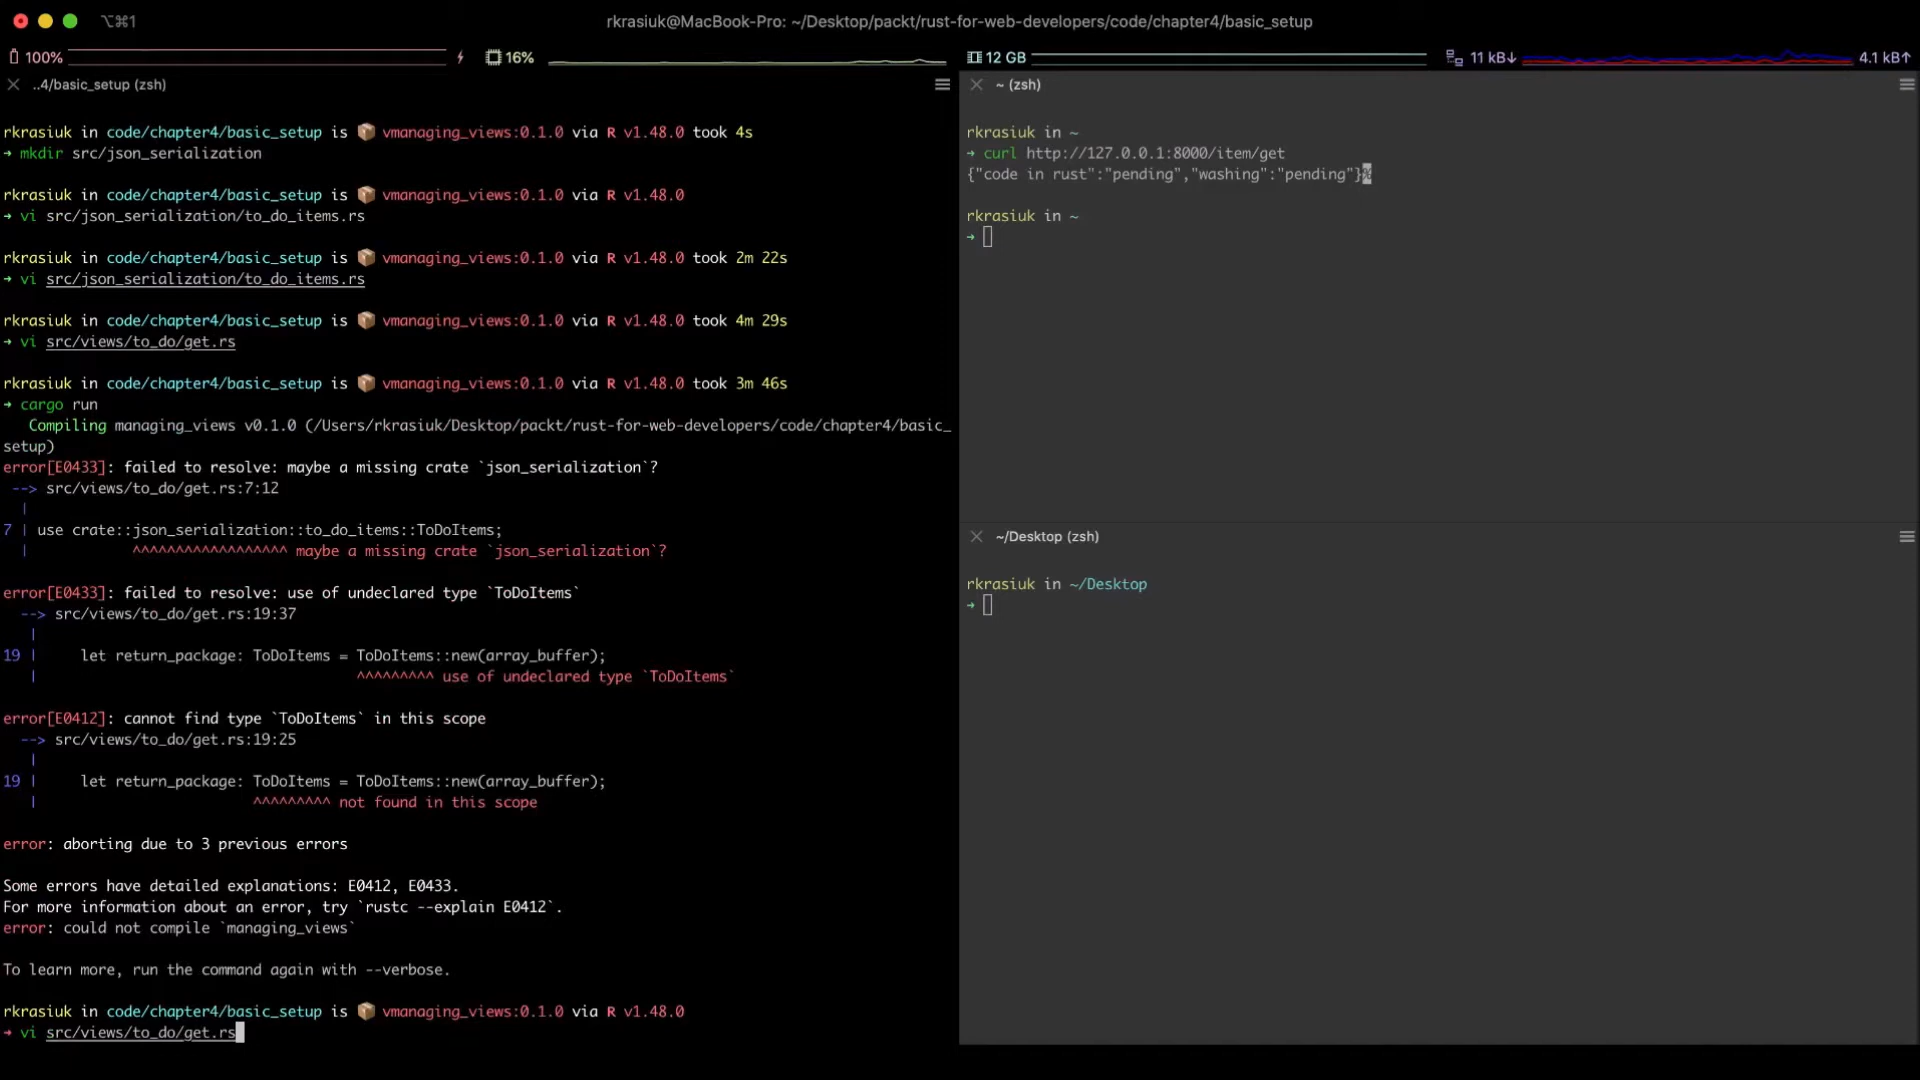 ⌥⌘1
rkrasiuk@MacBook-Pro: ~/Desktop/packt/rust-for-web-developers/code/chapter4/basic_setup
100%
16%
12 GB
11 kB↓
4.1 kB↑
..4/basic_setup (zsh)
rkrasiuk in code/chapter4/basic_setup is 📦 vmanaging_views:0.1.0 via R v1.48.0 took 4s
→ mkdir src/json_serialization
rkrasiuk in code/chapter4/basic_setup is 📦 vmanaging_views:0.1.0 via R v1.48.0
→ vi src/json_serialization/to_do_items.rs
rkrasiuk in code/chapter4/basic_setup is 📦 vmanaging_views:0.1.0 via R v1.48.0 took 2m 22s
→ vi src/json_serialization/to_do_items.rs
rkrasiuk in code/chapter4/basic_setup is 📦 vmanaging_views:0.1.0 via R v1.48.0 took 4m 29s
→ vi src/views/to_do/get.rs
rkrasiuk in code/chapter4/basic_setup is 📦 vmanaging_views:0.1.0 via R v1.48.0 took 3m 46s
→ cargo run
Compiling managing_views v0.1.0 (/Users/rkrasiuk/Desktop/packt/rust-for-web-developers/code/chapter4/basic_
setup)
error[E0433]: failed to resolve: maybe a missing crate `json_serialization`?
--> src/views/to_do/get.rs:7:12
|
7 | use crate::json_serialization::to_do_items::ToDoItems;
| ^^^^^^^^^^^^^^^^^^ maybe a missing crate `json_serialization`?
error[E0433]: failed to resolve: use of undeclared type `ToDoItems`
--> src/views/to_do/get.rs:19:37
|
19 | let return_package: ToDoItems = ToDoItems::new(array_buffer);
| ^^^^^^^^^ use of undeclared type `ToDoItems`
error[E0412]: cannot find type `ToDoItems` in this scope
--> src/views/to_do/get.rs:19:25
|
19 | let return_package: ToDoItems = ToDoItems::new(array_buffer);
| ^^^^^^^^^ not found in this scope
error: aborting due to 3 previous errors
Some errors have detailed explanations: E0412, E0433.
For more information about an error, try `rustc --explain E0412`.
error: could not compile `managing_views`
To learn more, run the command again with --verbose.
rkrasiuk in code/chapter4/basic_setup is 📦 vmanaging_views:0.1.0 via R v1.48.0
→ vi src/views/to_do/get.rs
~ (zsh)
rkrasiuk in ~
→ curl http://127.0.0.1:8000/item/get
{"code in rust":"pending","washing":"pending"}%
rkrasiuk in ~
→
~/Desktop (zsh)
rkrasiuk in ~/Desktop
→